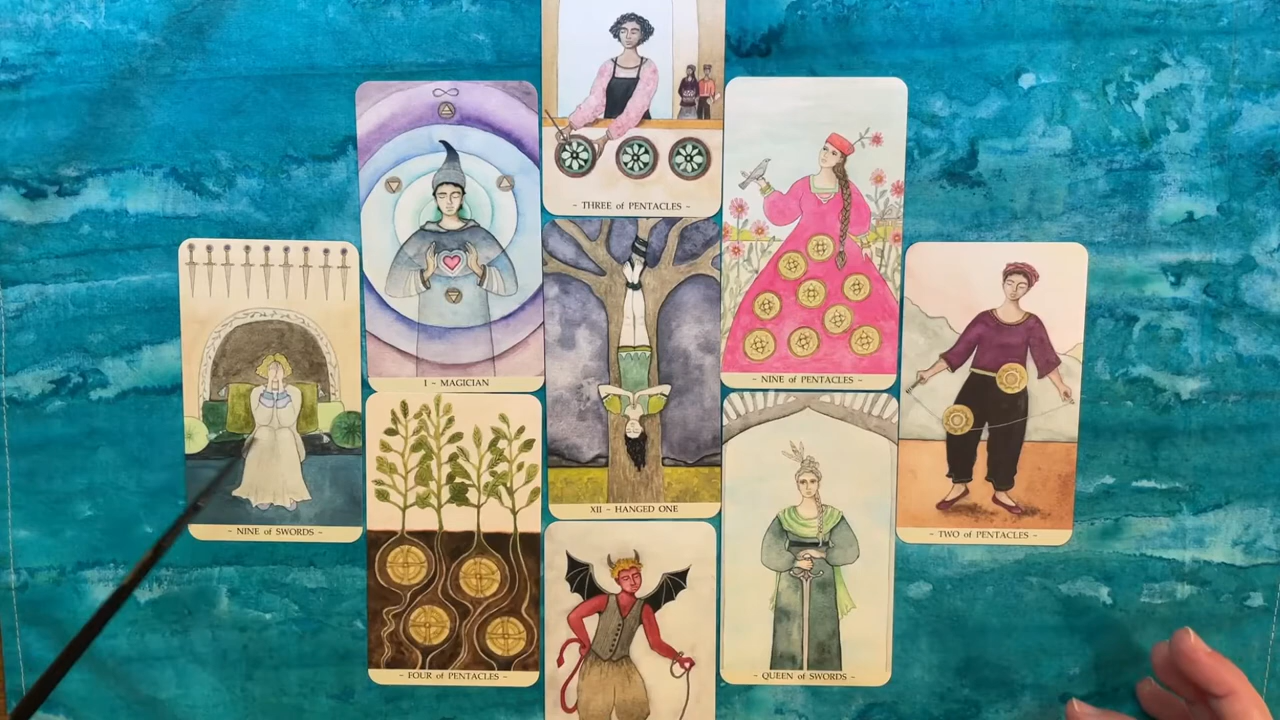 ~ THREE of PENTACLES ~
I ~ MAGICIAN
~ NINE of PENTACLES ~
XII ~ HANGED ONE
~ NINE of SWORDS ~
~ TWO of PENTACLES ~
~ FOUR of PENTACLES ~
~ QUEEN of SWORDS ~